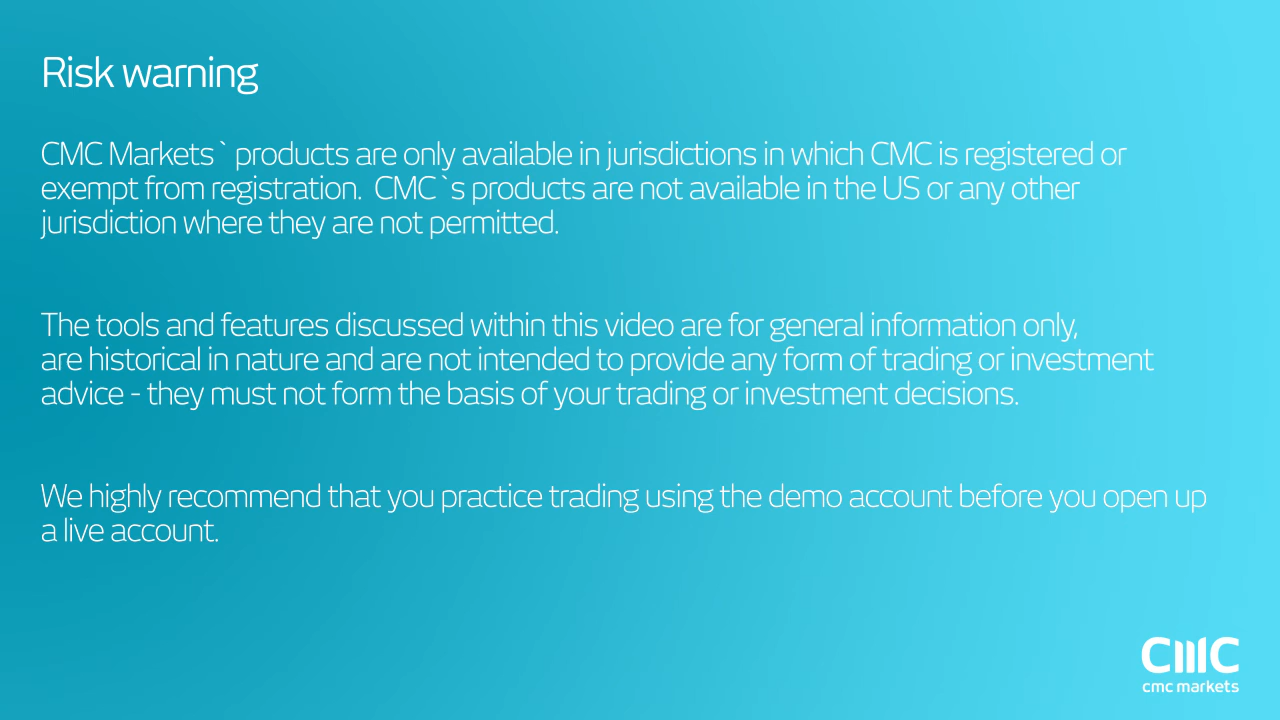 Risk warning
CMC Markets ` products are only available in jurisdictions in which CMC is registered or
exempt from registration.  CMC `s products are not available in the US or any other
jurisdiction where they are not permitted.
The tools and features discussed within this video are for general information only,
are historical in nature and are not intended to provide any form of trading or investment
advice - they must not form the basis of your trading or investment decisions.
We highly recommend that you practice trading using the demo account before you open up
a live account.
CMC
cmc markets